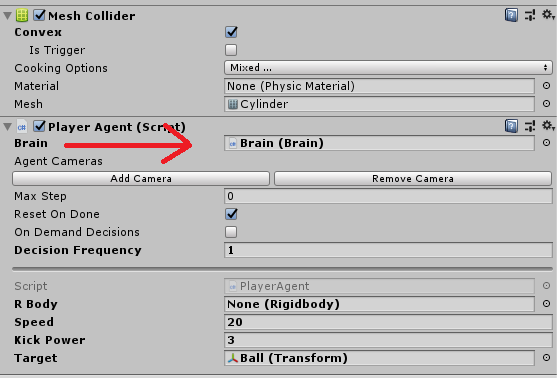 Mesh Collider
Convex
Is Trigger
Cooking Options Mixed ...
Material None (Physic Material)
Mesh Cylinder
c# Player Agent (Script)
Brain Brain (Brain)
Agent Cameras
Add Camera Remove Camera
Max Step 0
Reset On Done
On Demand Decisions
Decision Frequency 1
Script PlayerAgent
R Body None (Rigidbody)
Speed 20
Kick Power 3
Target Ball (Transform)